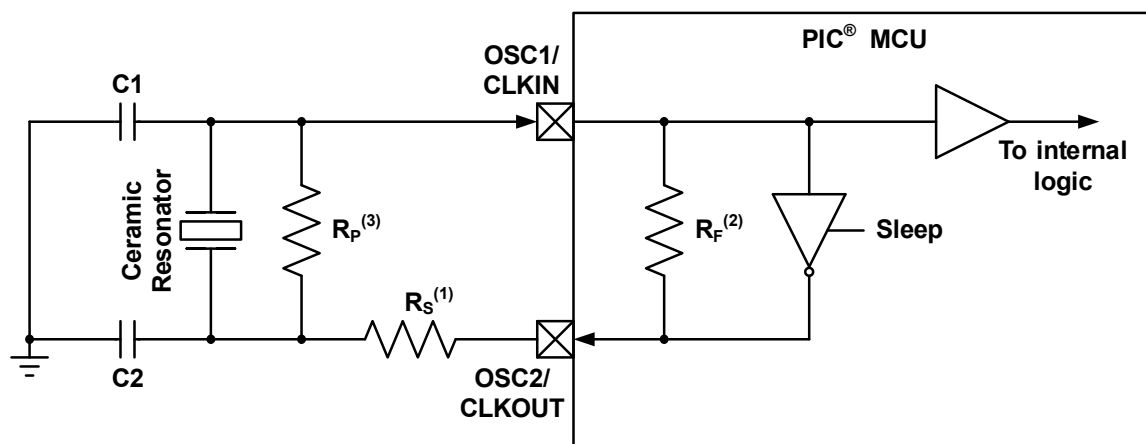 PIC® MCU
OSC1/
CLKIN
C1
To internal
logic
Ceramic
Resonator
RP(3)
RF(2)
Sleep
RS(1)
C2
OSC2/
CLKOUT